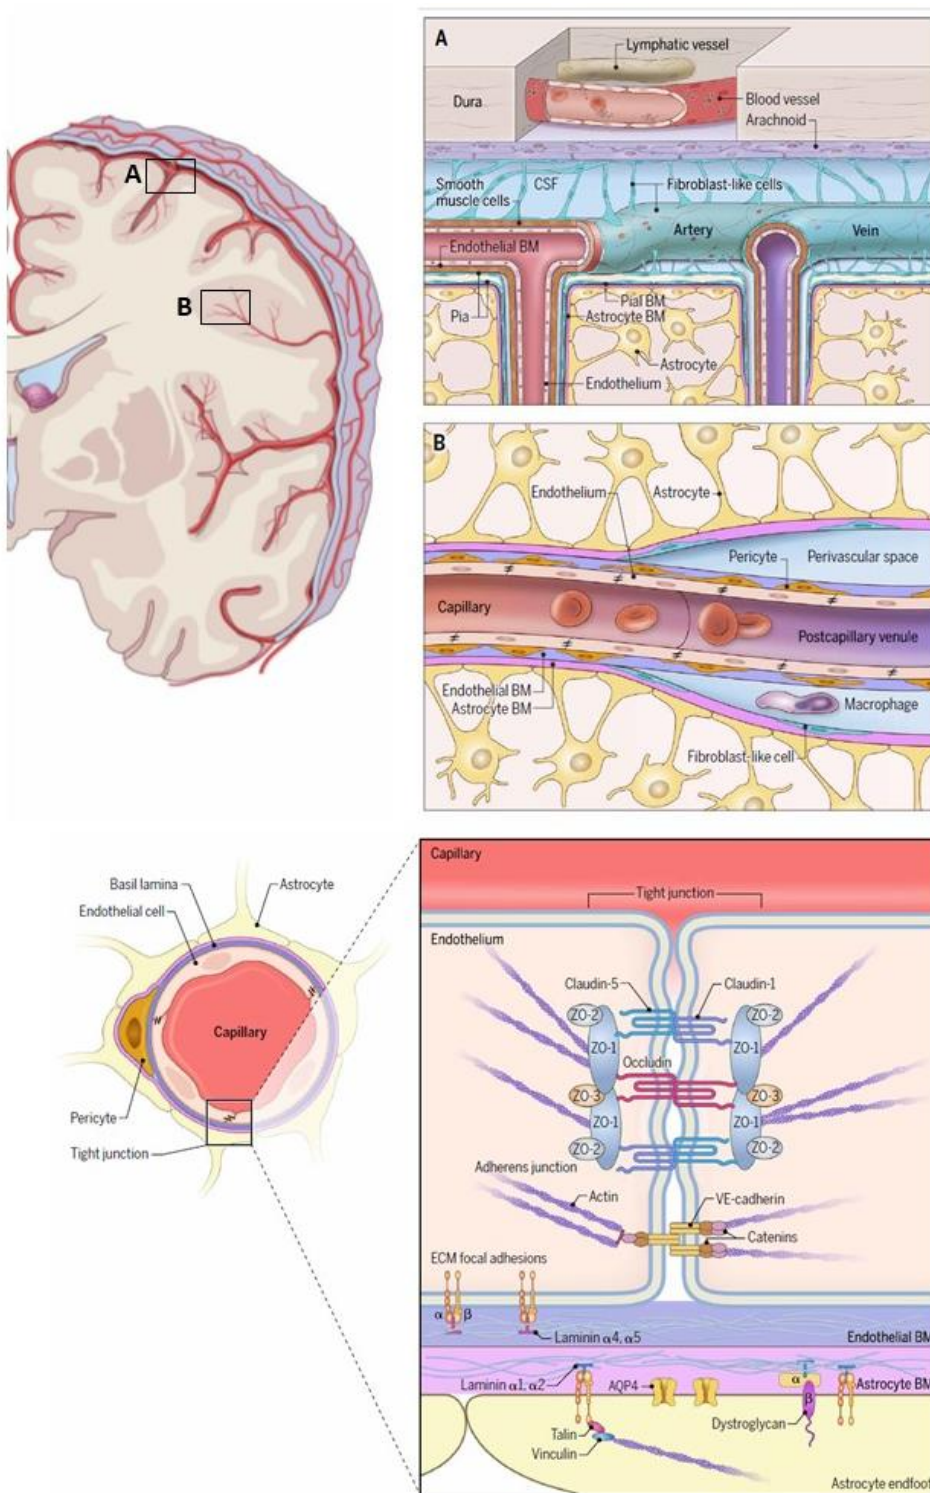 A
B
A
Lymphatic vessel
Dura
Blood vessel
Arachnoid
Smooth
muscle cells
CSF
Fibroblast-like cells
Artery
Vein
Endothelial BM
Pial BM
Pia
Astrocyte BM
Astrocyte
Endothelium
B
Endothelium
Astrocyte
Pericyte
Perivascular space
Capillary
Postcapillary venule
Endothelial BM
Astrocyte BM
Macrophage
Fibroblast-like cell
Basil lamina
Astrocyte
Endothelial cell
Capillary
Pericyte
Tight junction
Capillary
Tight junction
Endothelium
Claudin-5
Claudin-1
ZO-2
ZO-2
ZO-1
ZO-1
Occludin
ZO-3
ZO-3
ZO-1
ZO-1
ZO-2
ZO-2
Adherens junction
Actin
VE-cadherin
Catenins
ECM focal adhesions
α β
Laminin α4, α5
Endothelial BM
Laminin α1, α2
AQP4
α
Astrocyte BM
β
Dystroglycan
Talin
Vinculin
Astrocyte endfoot